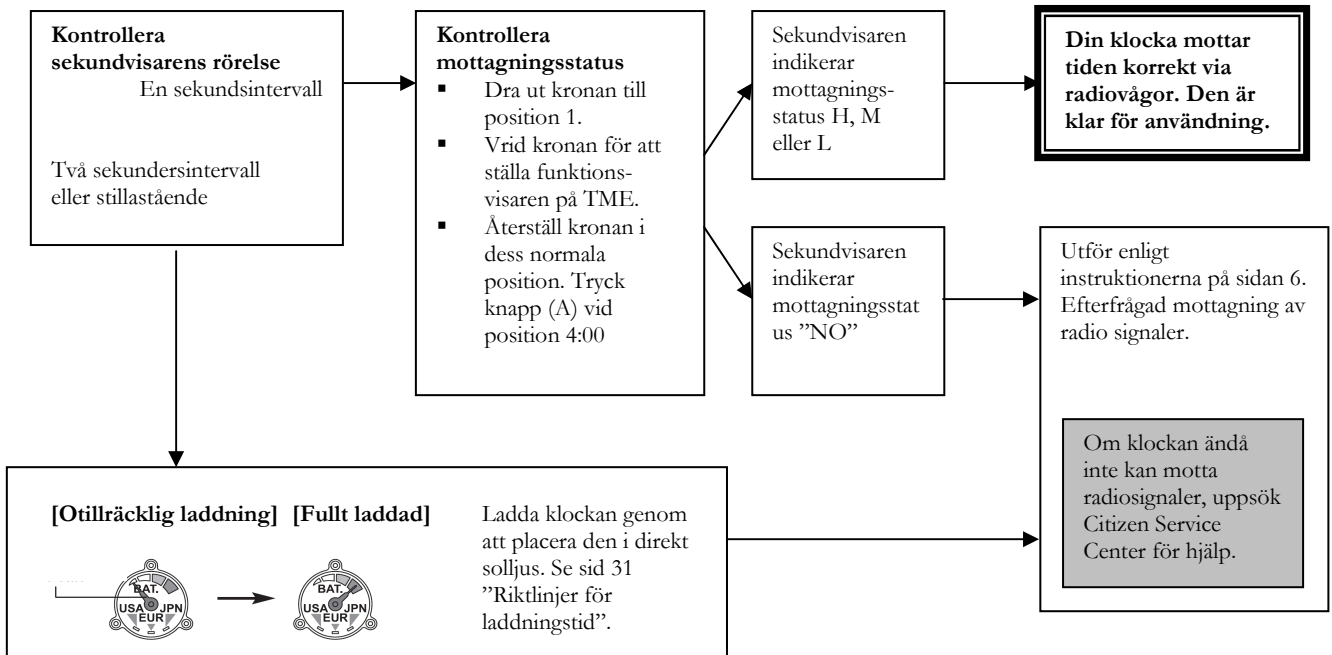 Kontrollera
sekundvisarens rörelse
En sekundsintervall
Två sekundersintervall
eller stillastående
Kontrollera
mottagningsstatus
▪ Dra ut kronan till
position 1.
▪ Vrid kronan för att
ställa funktions-
visaren på TME.
▪ Återställ kronan i
dess normala
position. Tryck
knapp (A) vid
position 4:00
Sekundvisaren
indikerar
mottagnings-
status H, M
eller L
Din klocka mottar
tiden korrekt via
radiovågor. Den är
klar för användning.
Sekundvisaren
indikerar
mottagningsstat
us ”NO”
Utför enligt
instruktionerna på sidan 6.
Efterfrågad mottagning av
radio signaler.
Om klockan ändå
inte kan motta
radiosignaler, uppsök
Citizen Service
Center för hjälp.
[Otillräcklig laddning] [Fullt laddad]
BAT.
USA JPN
EUR
BAT.
USA JPN
EUR
Ladda klockan genom
att placera den i direkt
solljus. Se sid 31
”Riktlinjer för
laddningstid”.